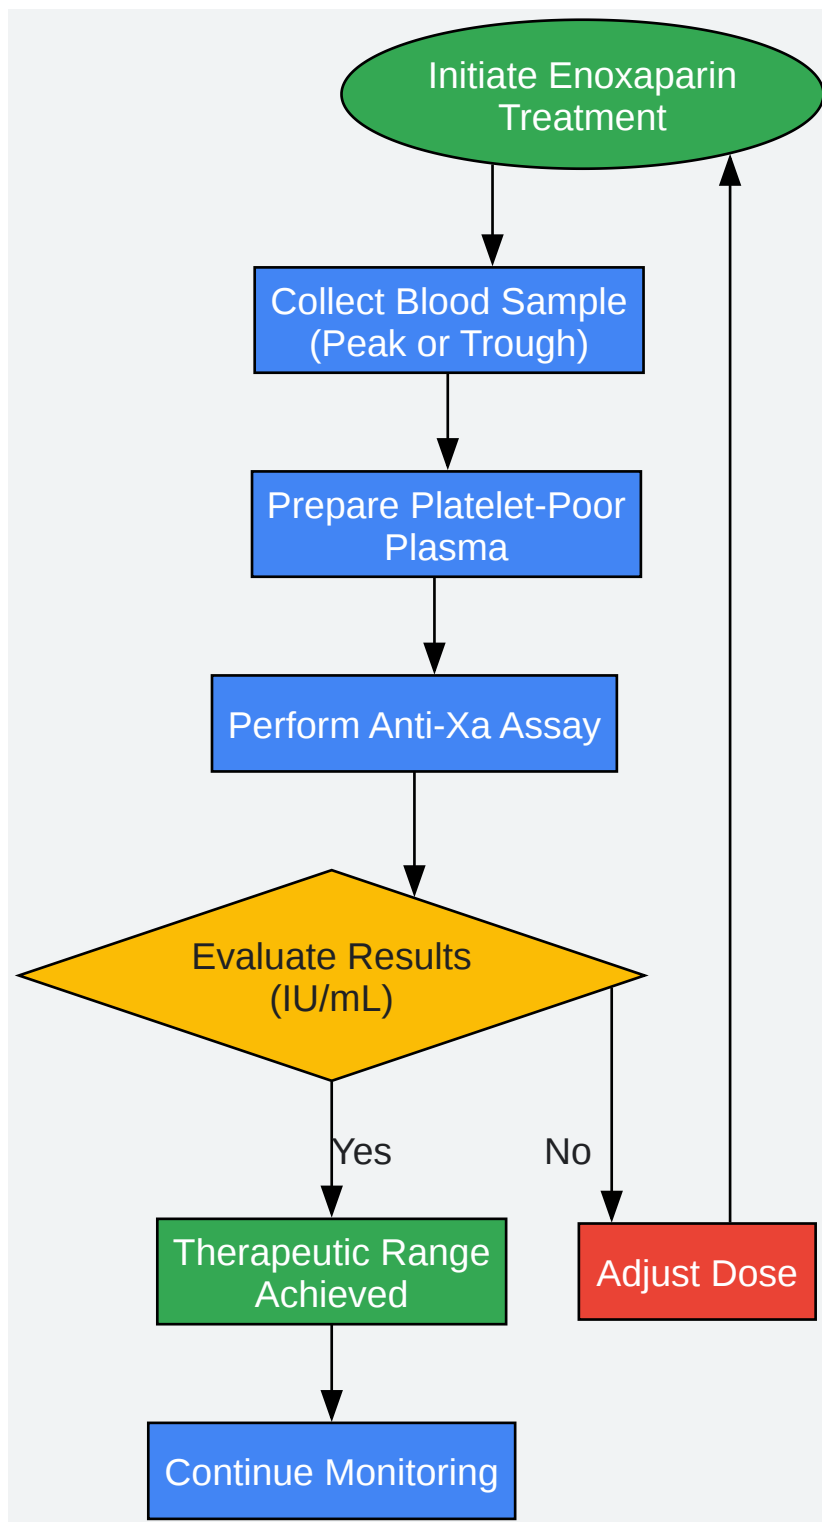 Initiate Enoxaparin
Treatment
Collect Blood Sample
(Peak or Trough)
Prepare Platelet-Poor
Plasma
Perform Anti-Xa Assay
Evaluate Results
(IU/mL)
Yes
No
Therapeutic Range
Achieved
Adjust Dose
Continue Monitoring